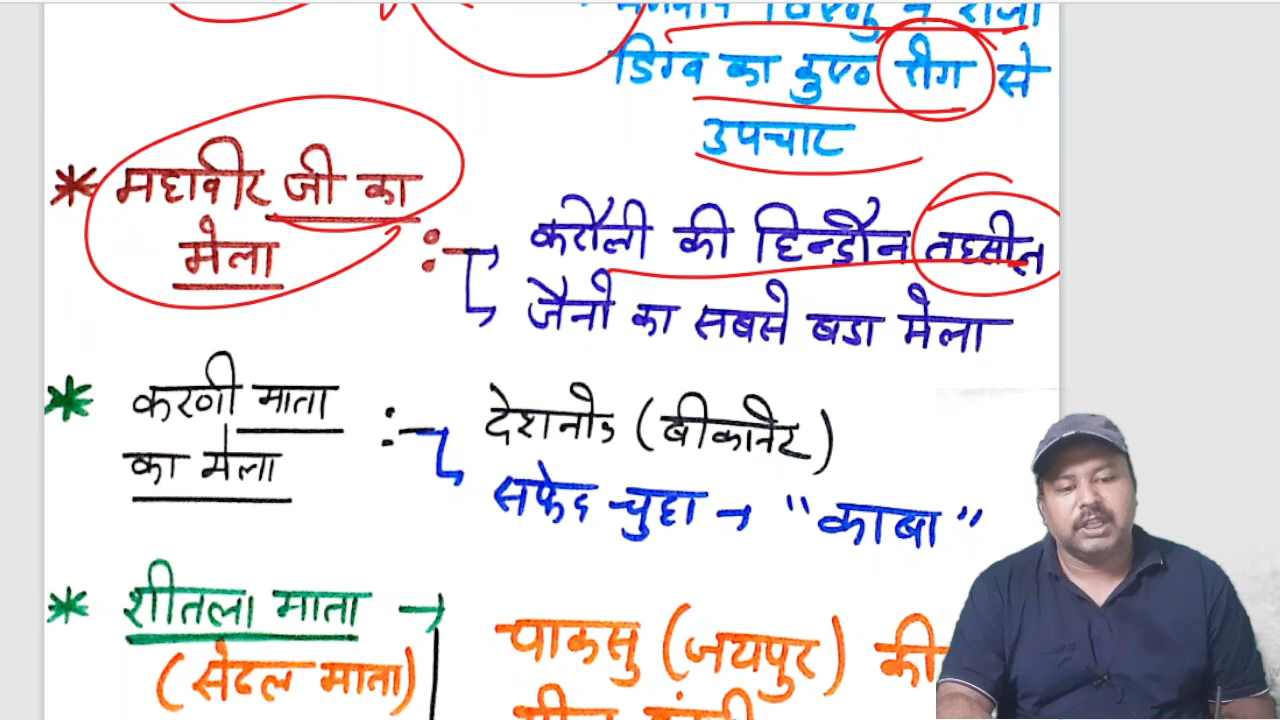 डिग्व का कुष्ठ रोग से
उपचार
* महावीर जी का
मेला :-
करौली की हिन्डौन तहसील
जैनो का सबसे बडा मेला
* करणी माता
का मेला :-
देशनोक (बीकानेर)
सफेद चुहा → "काबा"
* शीतला माता →
(सेढल माता)
चाकसु (जयपुर) की